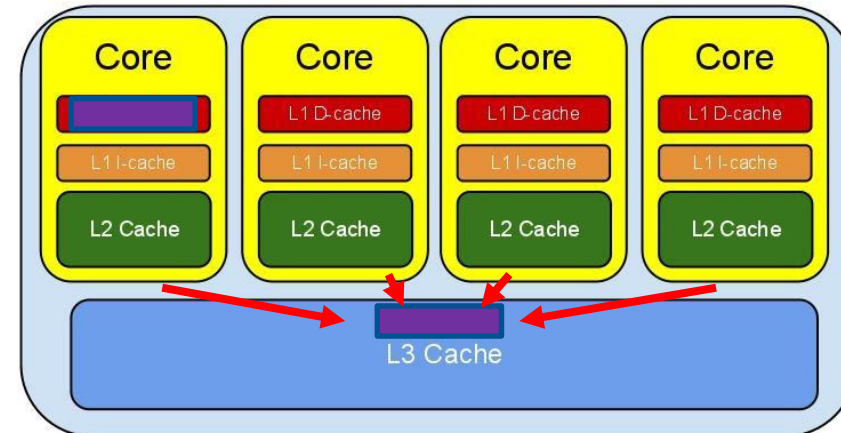 Core Core Core Core
L1 D-cache L1 D-cache L1 D-cache
L1 I-cache L1 I-cache L1 I-cache L1 I-cache
L2 Cache L2 Cache L2 Cache L2 Cache
L3 Cache